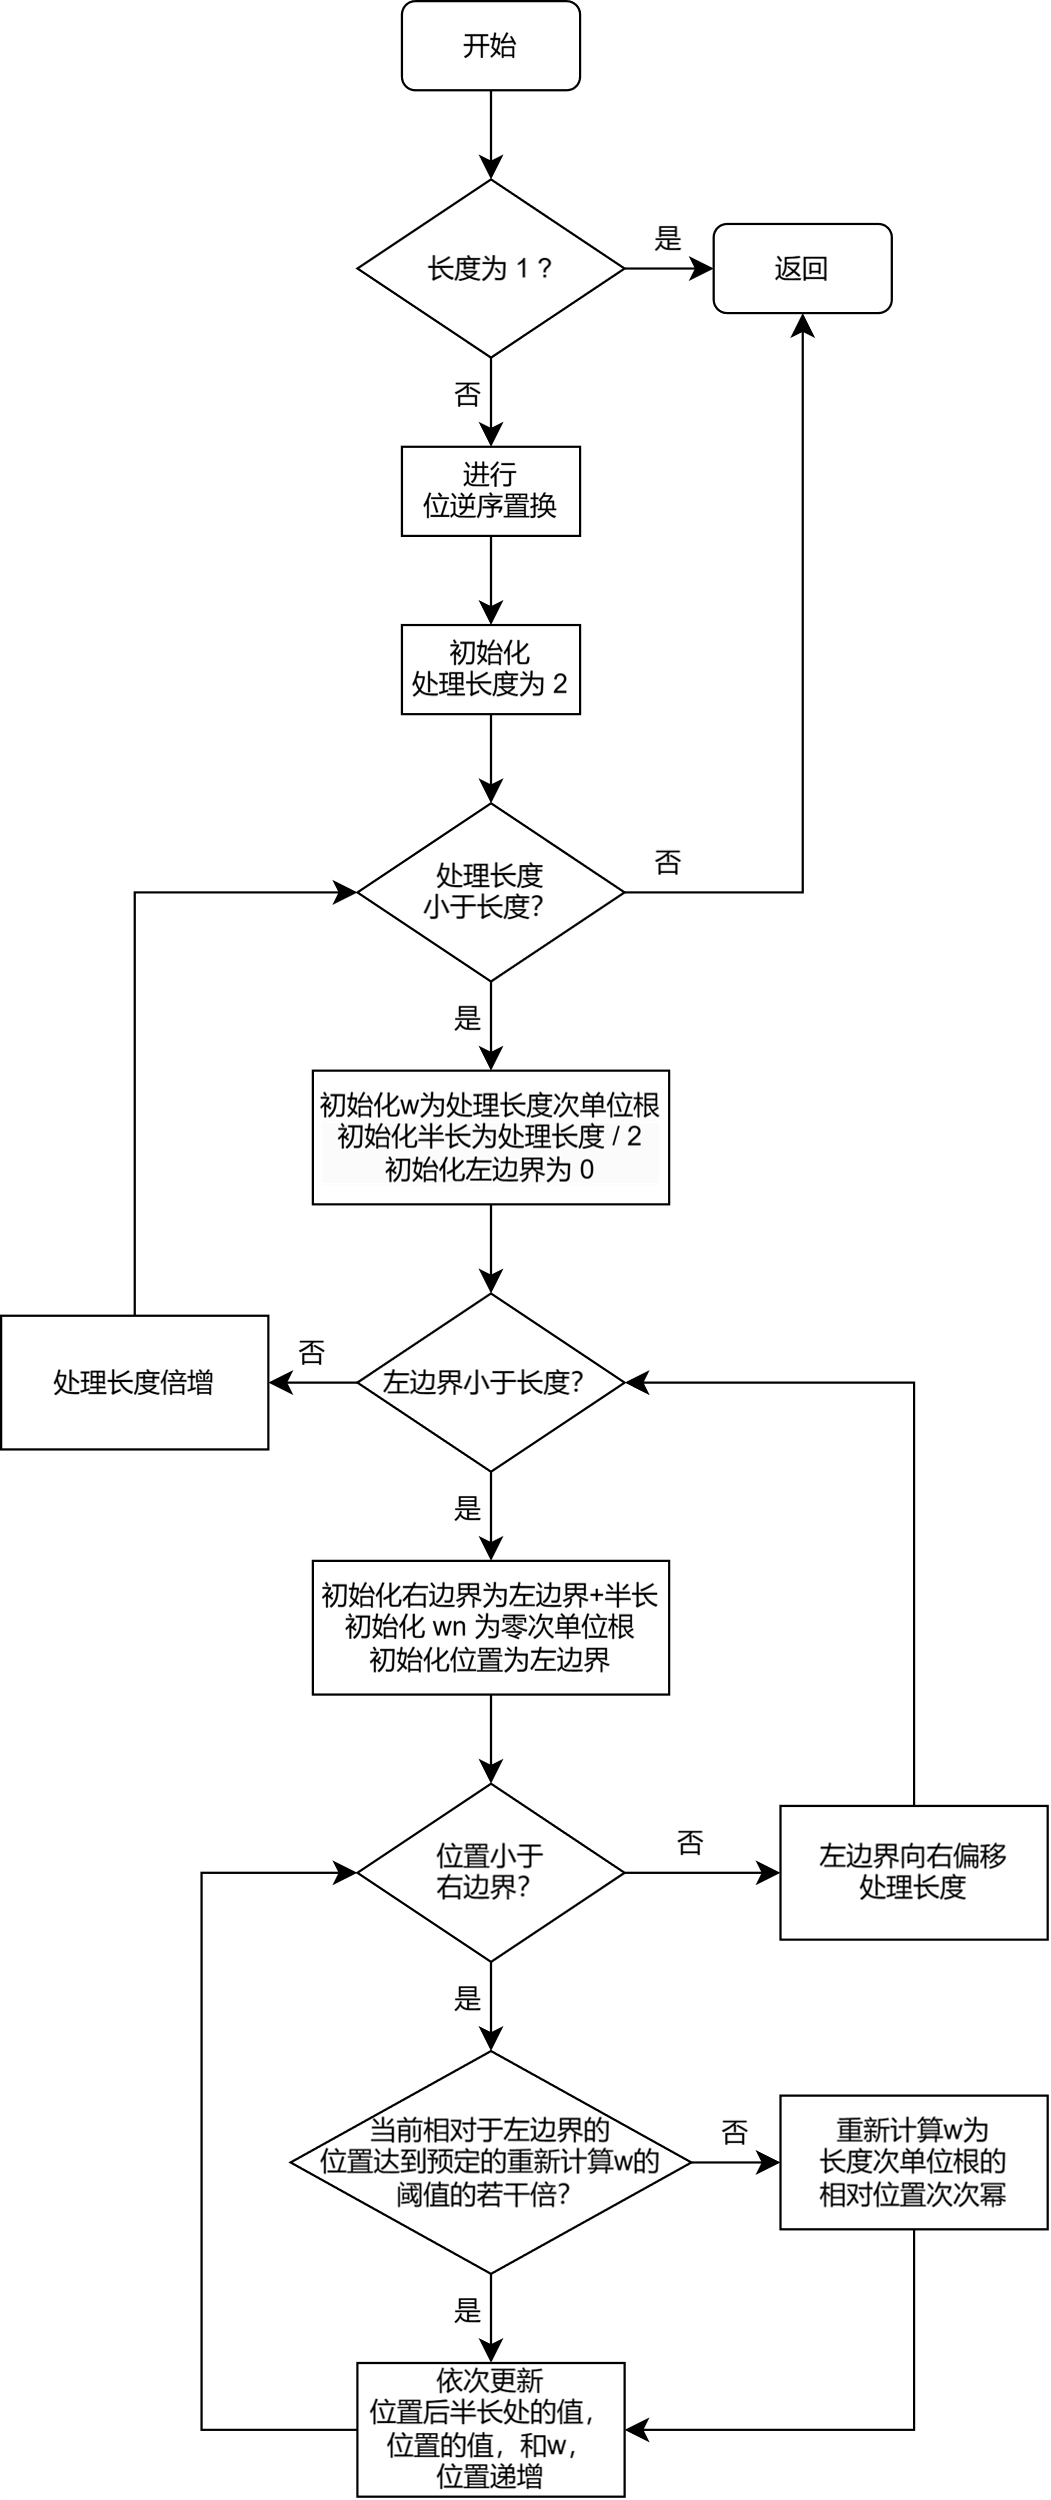 开始
长度为 1 ?
是
返回
否
进行
位逆序置换
初始化
处理长度为 2
处理长度
小于长度?
否
是
初始化w为处理长度次单位根
初始化半长为处理长度 / 2
初始化左边界为 0
左边界小于长度?
否
处理长度倍增
是
初始化右边界为左边界+半长
初始化 wn 为零次单位根
初始化位置为左边界
位置小于
右边界?
否
左边界向右偏移
处理长度
是
当前相对于左边界的
位置达到预定的重新计算w的
阈值的若干倍?
否
重新计算w为
长度次单位根的
相对位置次次幂
是
依次更新
位置后半长处的值，
位置的值，和w，
位置递增